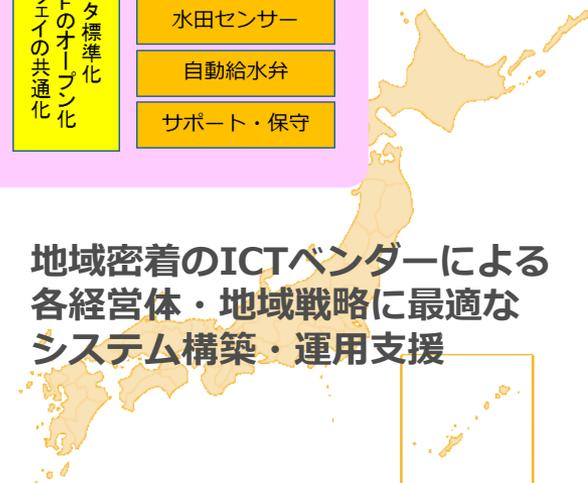 タ標準化
Fのオープン化
ェイの共通化
水田センサー
自動給水弁
サポート・保守
地域密着のICTベンダーによる
各経営体・地域戦略に最適な
システム構築・運用支援